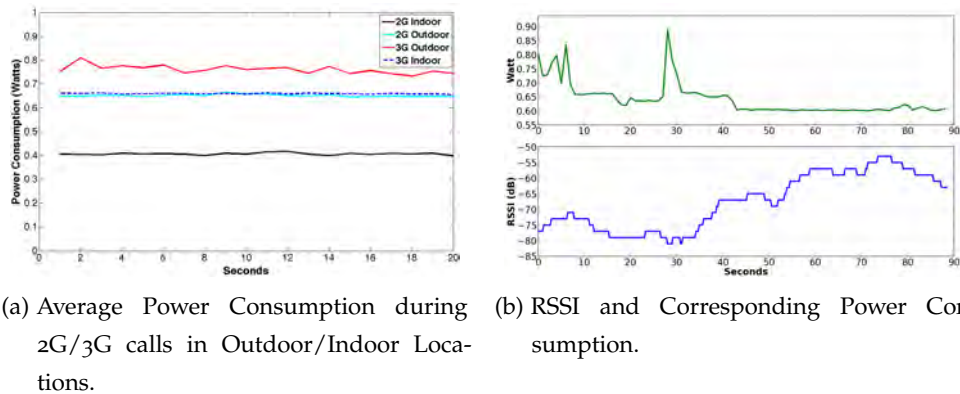 2G Indoor
2G Outdoor
3G Outdoor
3G Indoor
Power Consumption (Watts)
1
0.9
0.8
0.7
0.6
0.5
0.4
0.3
0.2
0.1
0
0 2 4 6 8 10 12 14 16 18 20
Seconds
Watt
0.90
0.85
0.80
0.75
0.70
0.65
0.60
0.55
0 10 20 30 40 50 60 70 80 90
RSSI (dB)
−50
−55
−60
−65
−70
−75
−80
−85
0 10 20 30 40 50 60 70 80 90
Seconds
(a) Average Power Consumption during
2G/3G calls in Outdoor/Indoor Loca-
tions.
(b) RSSI and Corresponding Power Con
sumption.